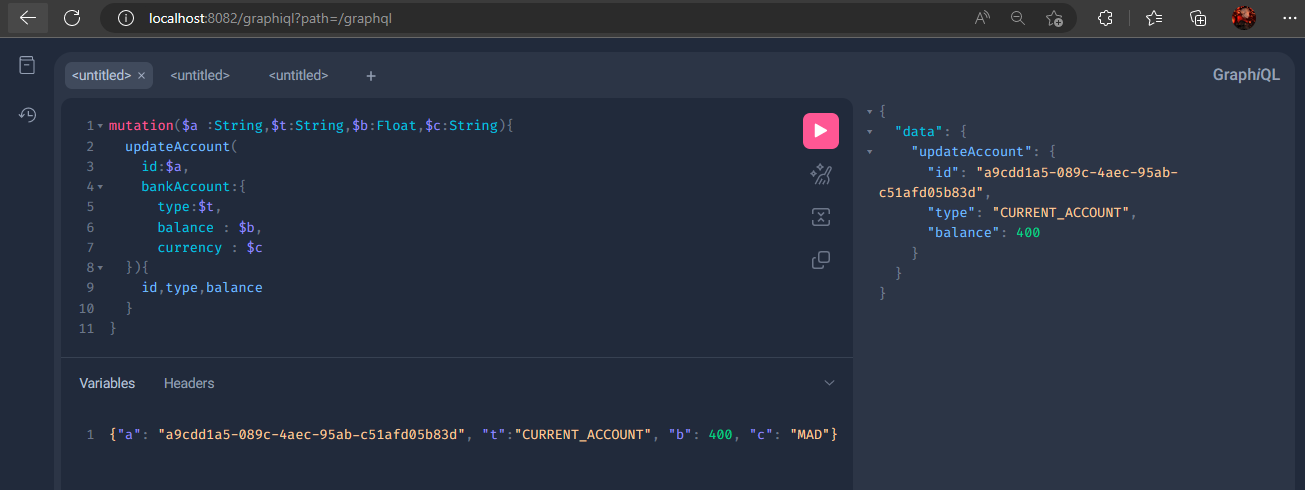 localhost:8082/graphiql?path=/graphql
<untitled> × <untitled> <untitled> +
GraphiQL
1 mutation($a :String,$t:String,$b:Float,$c:String){
2 updateAccount(
3 id:$a,
4 bankAccount:{
5 type:$t,
6 balance : $b,
7 currency : $c
8 }){
9 id,type,balance
10 }
11 }
Variables Headers
1 {"a": "a9cdd1a5-089c-4aec-95ab-c51afd05b83d", "t":"CURRENT_ACCOUNT", "b": 400, "c": "MAD"}
{
"data": {
"updateAccount": {
"id": "a9cdd1a5-089c-4aec-95ab-
c51afd05b83d",
"type": "CURRENT_ACCOUNT",
"balance": 400
}
}
}